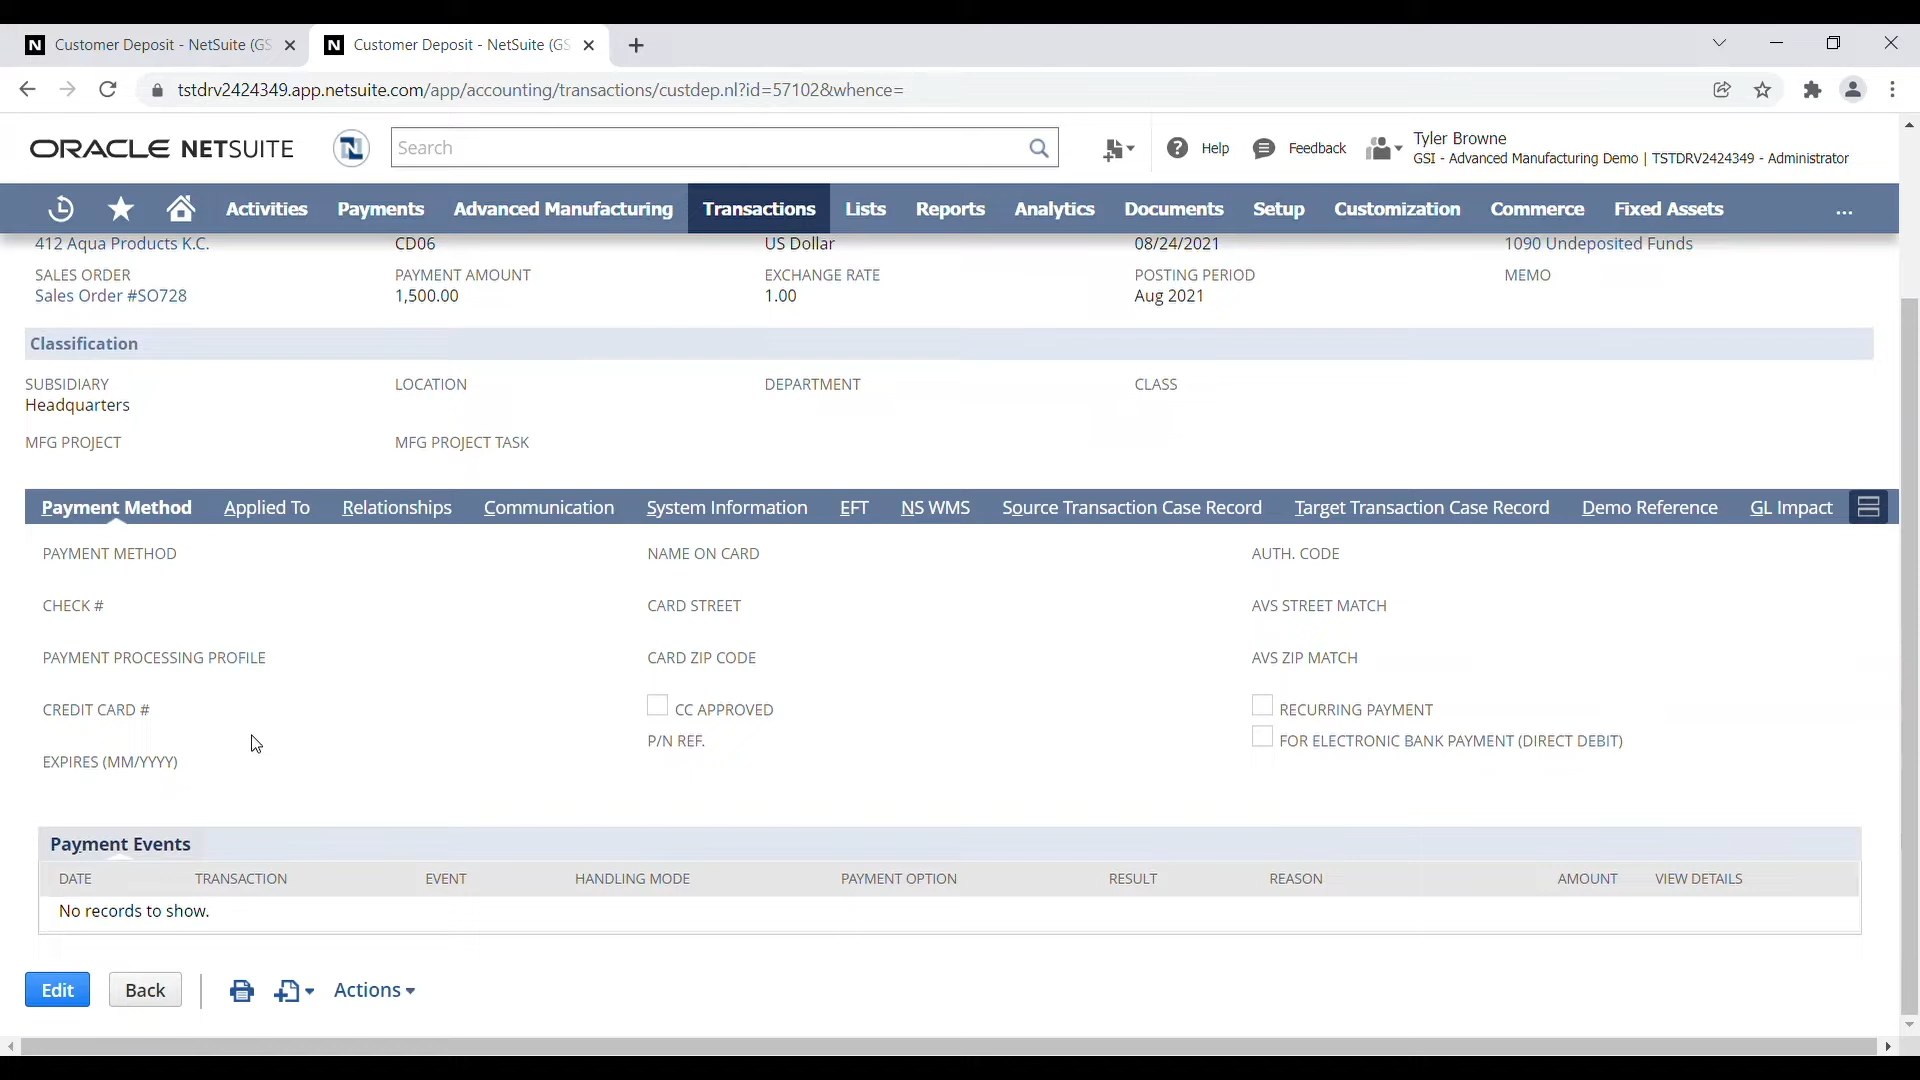 Customer Deposit - NetSuite (GS
Customer Deposit - NetSuite (GS
tstdrv2424349.app.netsuite.com/app/accounting/transactions/custdep.nl?id=57102&whence=
ORACLE NETSUITE
Search
Help
Feedback
Tyler Browne
GSI - Advanced Manufacturing Demo | TSTDRV2424349 - Administrator
Activities Payments Advanced Manufacturing Transactions Lists Reports Analytics Documents Setup Customization Commerce Fixed Assets ...
412 Aqua Products K.C. CD06 US Dollar 08/24/2021 1090 Undeposited Funds
SALES ORDER PAYMENT AMOUNT EXCHANGE RATE POSTING PERIOD MEMO
Sales Order #SO728 1,500.00 1.00 Aug 2021
Classification
SUBSIDIARY LOCATION DEPARTMENT CLASS
Headquarters
MFG PROJECT MFG PROJECT TASK
Payment Method Applied To Relationships Communication System Information EFT NS WMS Source Transaction Case Record Target Transaction Case Record Demo Reference GL Impact
PAYMENT METHOD NAME ON CARD AUTH. CODE
CHECK # CARD STREET AVS STREET MATCH
PAYMENT PROCESSING PROFILE CARD ZIP CODE AVS ZIP MATCH
CREDIT CARD # CC APPROVED RECURRING PAYMENT
P/N REF. FOR ELECTRONIC BANK PAYMENT (DIRECT DEBIT)
EXPIRES (MM/YYYY)
Payment Events
DATE TRANSACTION EVENT HANDLING MODE PAYMENT OPTION RESULT REASON AMOUNT VIEW DETAILS
No records to show.
Edit Back Actions